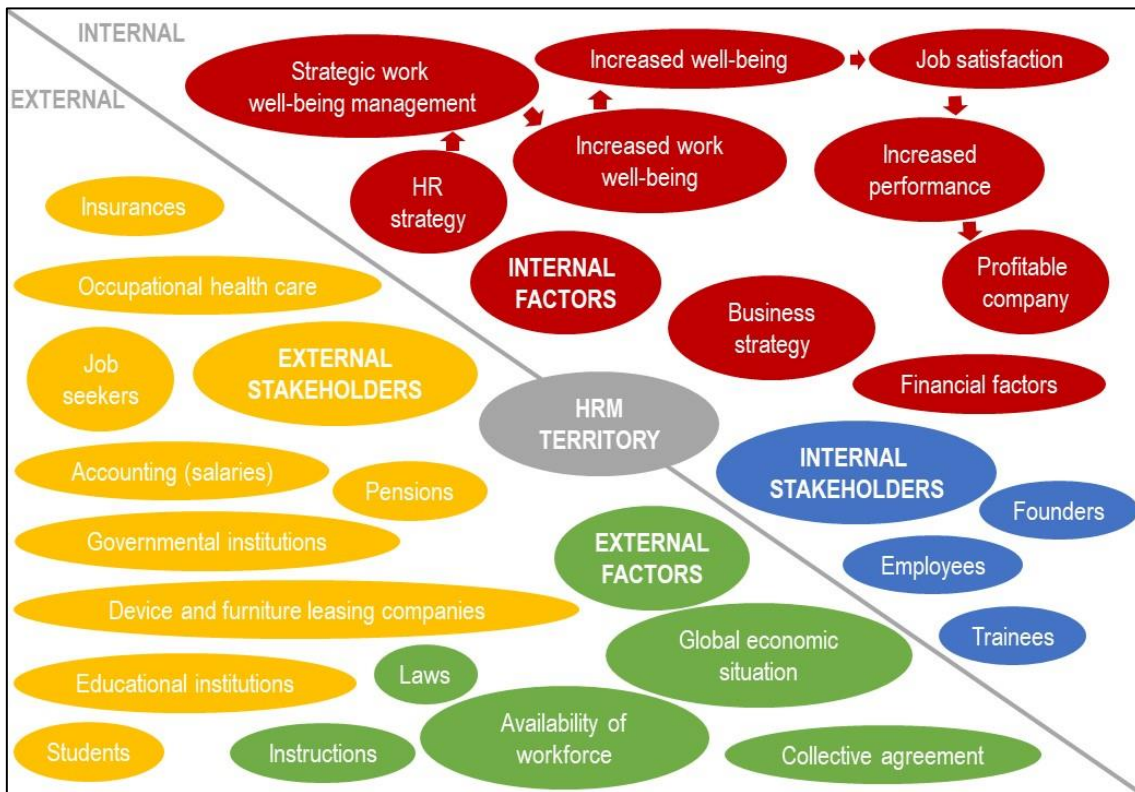 INTERNAL
EXTERNAL
Strategic work
well-being management
Increased well-being
Job satisfaction
Increased work
well-being
Increased
performance
HR
strategy
Profitable
company
INTERNAL
FACTORS
Business
strategy
Financial factors
Insurances
Occupational health care
Job
seekers
EXTERNAL
STAKEHOLDERS
HRM
TERRITORY
Accounting (salaries)
Pensions
Governmental institutions
Device and furniture leasing companies
Educational institutions
Students
INTERNAL
STAKEHOLDERS
Founders
Employees
Trainees
EXTERNAL
FACTORS
Global economic
situation
Laws
Instructions
Availability of
workforce
Collective agreement